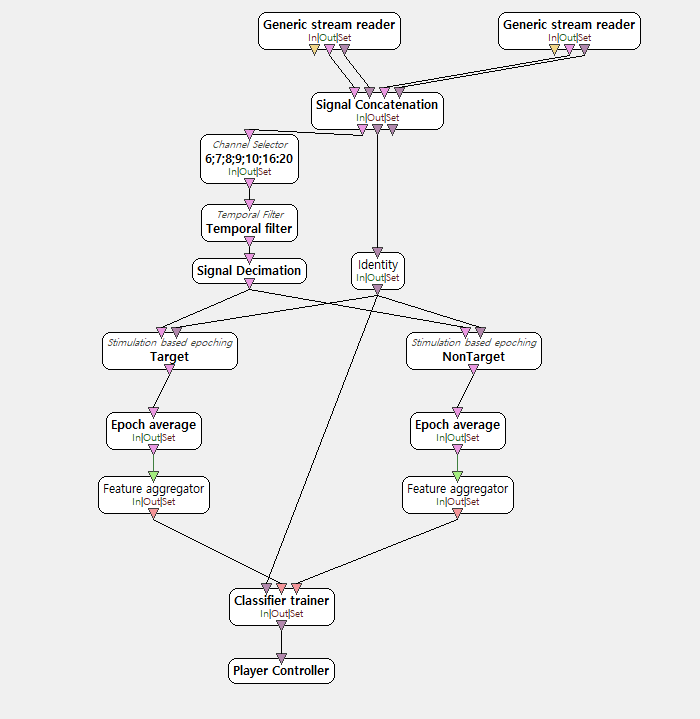 Generic stream reader
In|Out|Set
Generic stream reader
In|Out|Set
Signal Concatenation
In|Out|Set
Channel Selector
6;7;8;9;10;16:20
In|Out|Set
Temporal Filter
Temporal filter
Signal Decimation
Identity
In|Out|Set
Stimulation based epoching
Target
Stimulation based epoching
NonTarget
Epoch average
In|Out|Set
Epoch average
In|Out|Set
Feature aggregator
In|Out|Set
Feature aggregator
In|Out|Set
Classifier trainer
In|Out|Set
Player Controller